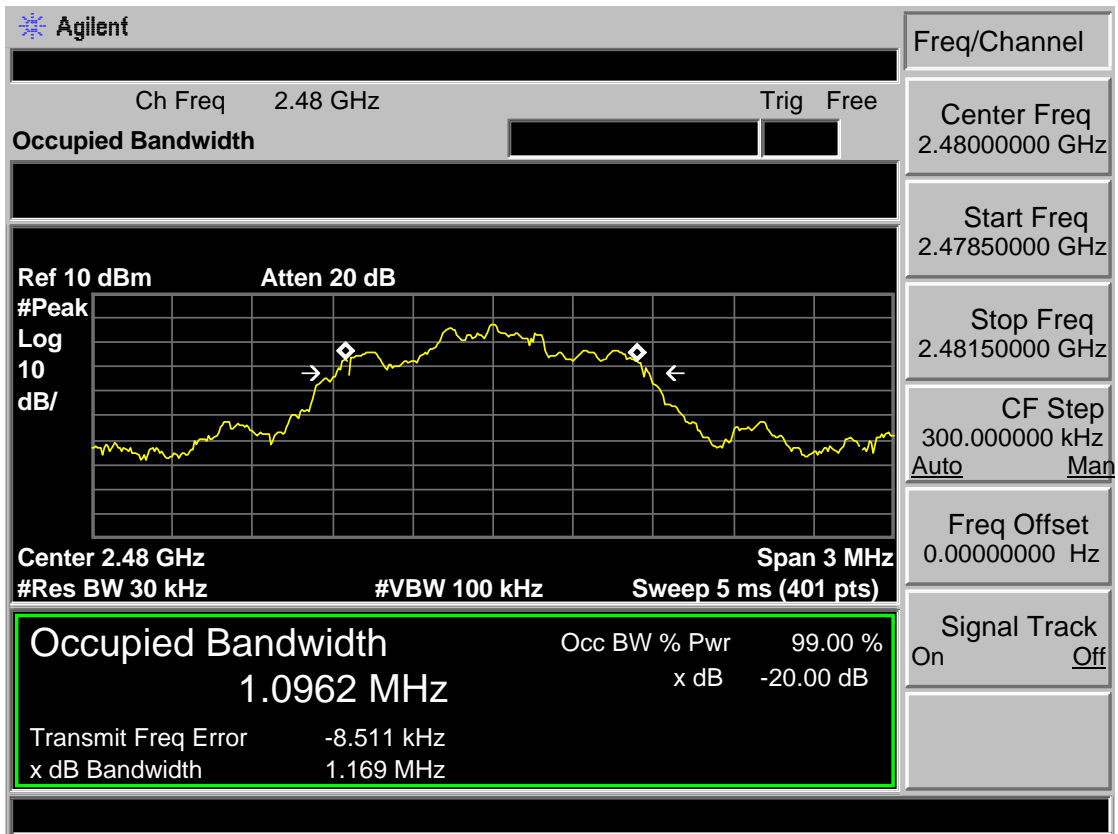 Agilent
Ch Freq 2.48 GHz Trig Free
Occupied Bandwidth
Ref 10 dBm Atten 20 dB
#Peak
Log
10
dB/
Center 2.48 GHz Span 3 MHz
#Res BW 30 kHz #VBW 100 kHz Sweep 5 ms (401 pts)
Occupied Bandwidth
1.0962 MHz
Occ BW % Pwr 99.00 %
x dB -20.00 dB
Transmit Freq Error -8.511 kHz
x dB Bandwidth 1.169 MHz
Freq/Channel
Center Freq
2.48000000 GHz
Start Freq
2.47850000 GHz
Stop Freq
2.48150000 GHz
CF Step
300.000000 kHz
Auto Man
Freq Offset
0.00000000 Hz
Signal Track
On Off